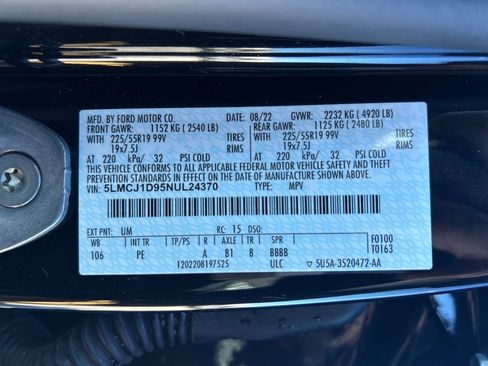 MFD. BY FORD MOTOR CO. DATE: 08/22 GVWR: 2232 KG (4920 LB)
FRONT GAWR: 1152 KG (2540 LB) REAR GAWR: 1125 KG (2480 LB)
WITH 225/55R19 99V TIRES WITH 225/55R19 99V TIRES
19x7.5J RIMS 19x7.5J RIMS
AT 220 kPa/ 32 PSI COLD AT 220 kPa/ 32 PSI COLD
THIS VEHICLE CONFORMS TO ALL APPLICABLE FEDERAL MOTOR VEHICLE SAFETY AND THEFT
PREVENTION STANDARDS IN EFFECT ON THE DATE OF MANUFACTURE SHOWN ABOVE.
VIN: 5LMCJ1D95NUL24370 TYPE: MPV
EXT PNT: UM RC: 15 DSO:
WB INT TR TP/PS R AXLE TR SPR F0100
106 PE A 81 8 BBBB T0163
1202208197525 ULC ▽ 5U5A-3520472-AA